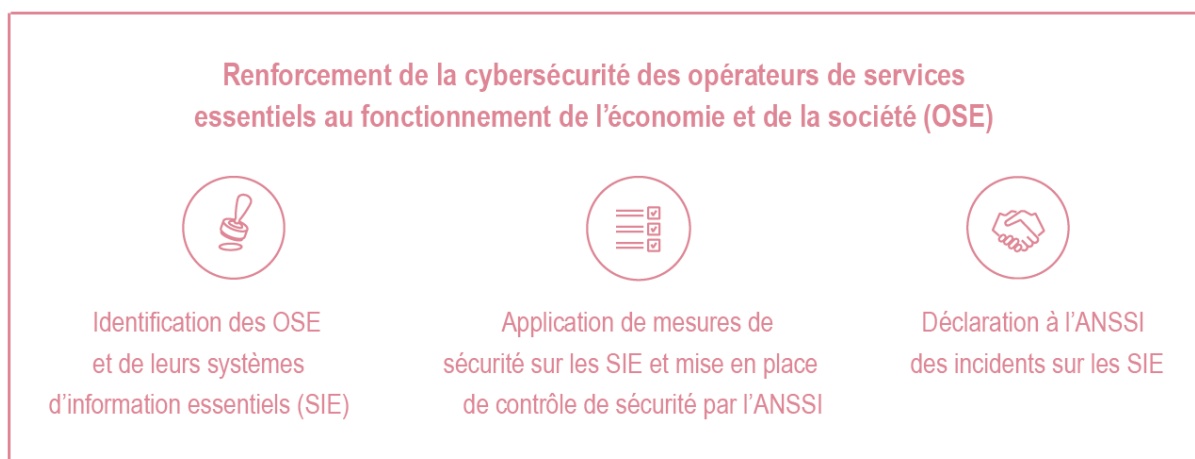 Renforcement de la cybersécurité des opérateurs de services
essentiels au fonctionnement de l’économie et de la société (OSE)
Identification des OSE
et de leurs systèmes
d’information essentiels (SIE)
Application de mesures de
sécurité sur les SIE et mise en place
de contrôle de sécurité par l’ANSSI
Déclaration à l’ANSSI
des incidents sur les SIE